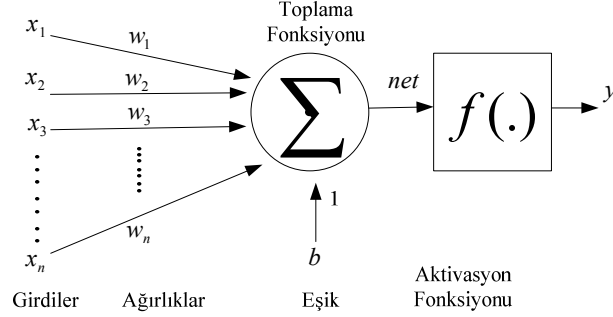 Toplama
Fonksiyonu
x1
w1
x2
w2
x3
w3
∑
net
f(.)
y
wn
1
xn
b
Girdiler
Ağırlıklar
Eşik
Aktivasyon
Fonksiyonu